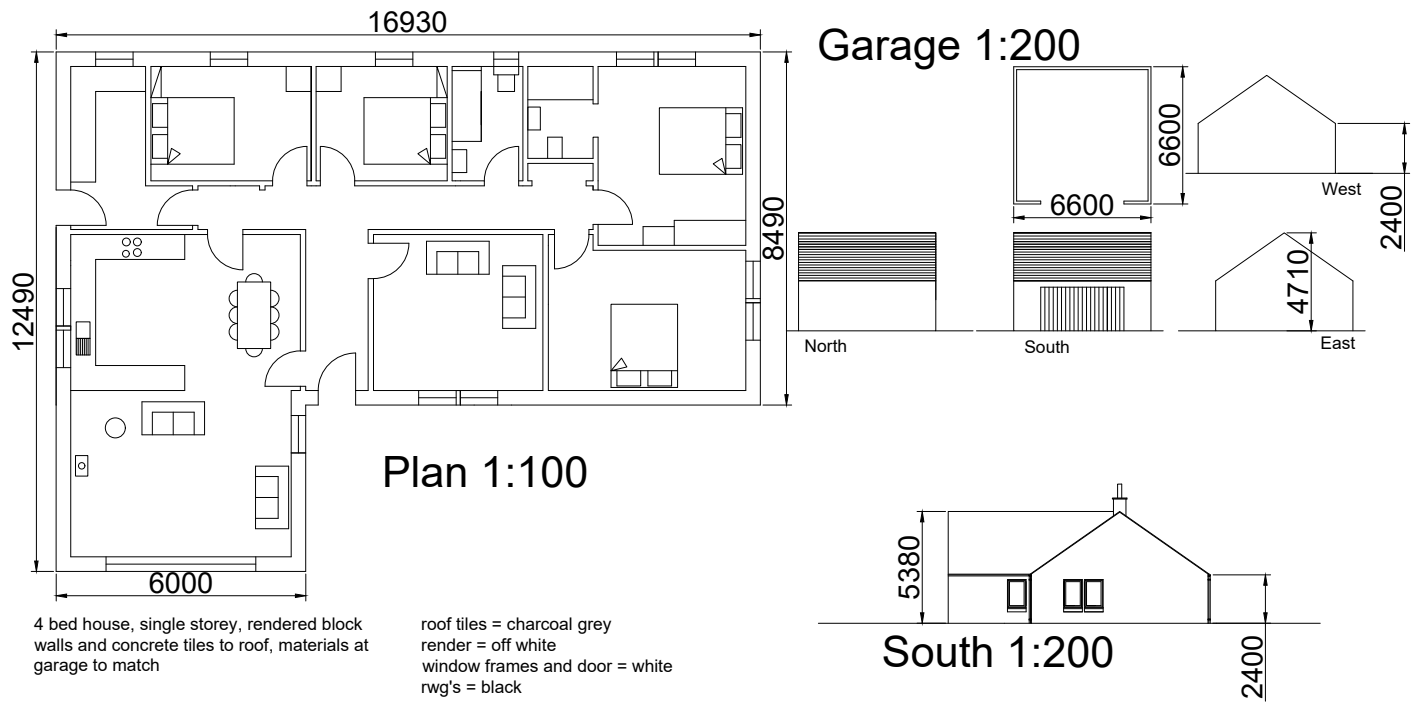 16930
Garage 1:200
6600
6600
West
2400
12490
8490
4710
North
South
East
Plan 1:100
6000
5380
2400
South 1:200
4 bed house, single storey, rendered block
walls and concrete tiles to roof, materials at
garage to match
roof tiles = charcoal grey
render = off white
window frames and door = white
rwg's = black